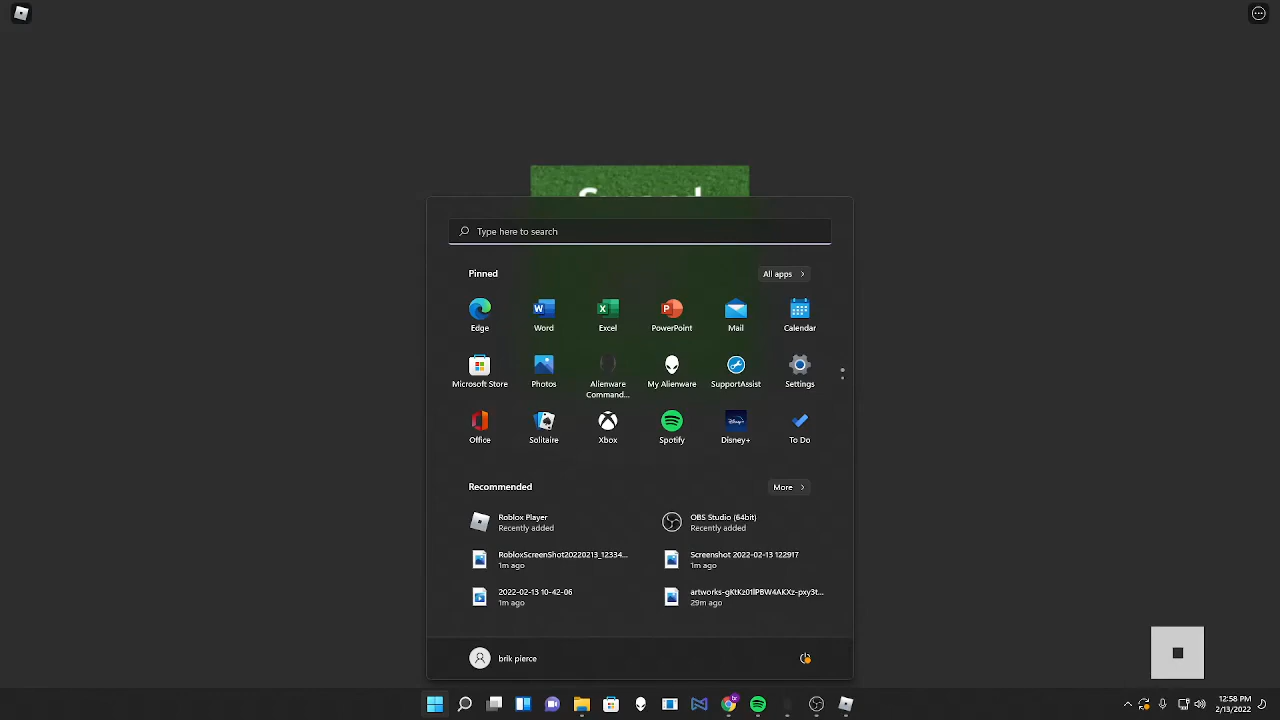 Type here to search
Pinned
All apps
Edge
Word
Excel
PowerPoint
Mail
Calendar
Microsoft Store
Photos
Alienware
Command...
My Alienware
SupportAssist
Settings
Office
Solitaire
Xbox
Spotify
Disney+
To Do
Recommended
More
Roblox Player
Recently added
OBS Studio (64bit)
Recently added
RobloxScreenShot20220213_12334...
1m ago
Screenshot 2022-02-13 122917
1m ago
2022-02-13 10-42-06
1m ago
29m ago
brik pierce
12:58 PM
2/13/2022